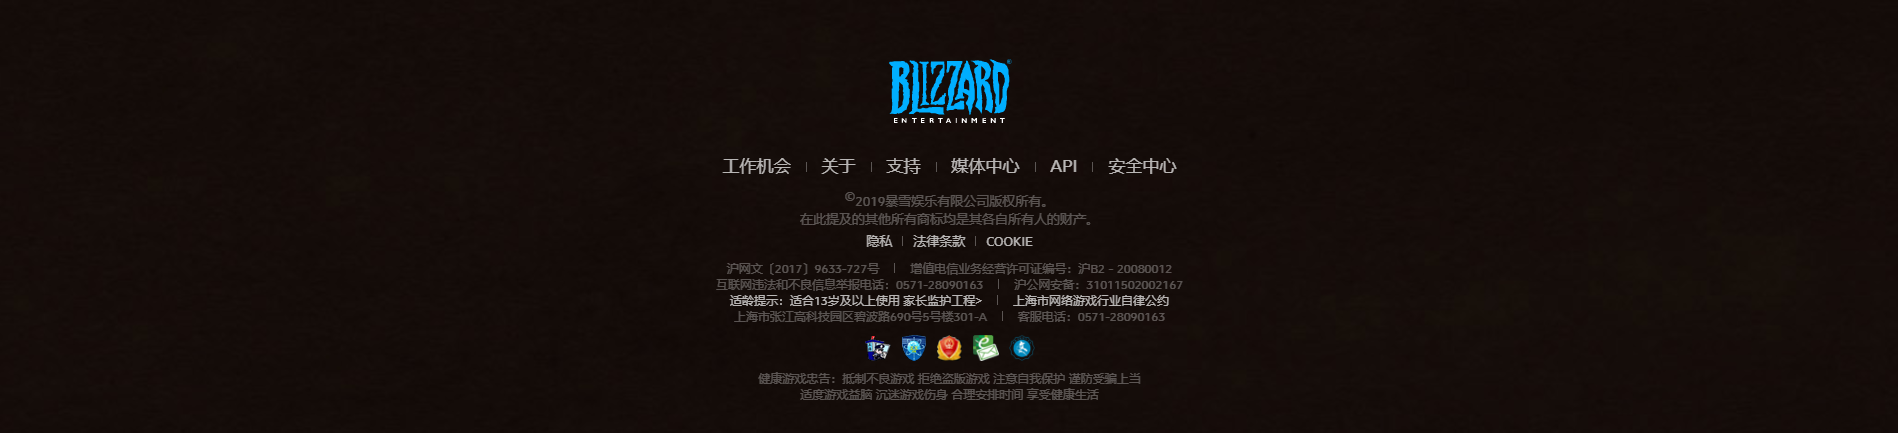 BLIZZARD®
ENTERTAINMENT
工作机会 | 关于 | 支持 | 媒体中心 | API | 安全中心
©2019暴雪娱乐有限公司版权所有。
在此提及的其他所有商标均是其各自所有人的财产。
隐私 | 法律条款 | COOKIE
沪网文〔2017〕9633-727号 | 增值电信业务经营许可证编号：沪B2 - 20080012
互联网违法和不良信息举报电话：0571-28090163 | 沪公网安备：31011502002167
适龄提示：适合13岁及以上使用 家长监护工程> | 上海市网络游戏行业自律公约
上海市张江高科技园区碧波路690号5号楼301-A | 客服电话：0571-28090163
健康游戏忠告：抵制不良游戏 拒绝盗版游戏 注意自我保护 谨防受骗上当
适度游戏益脑 沉迷游戏伤身 合理安排时间 享受健康生活